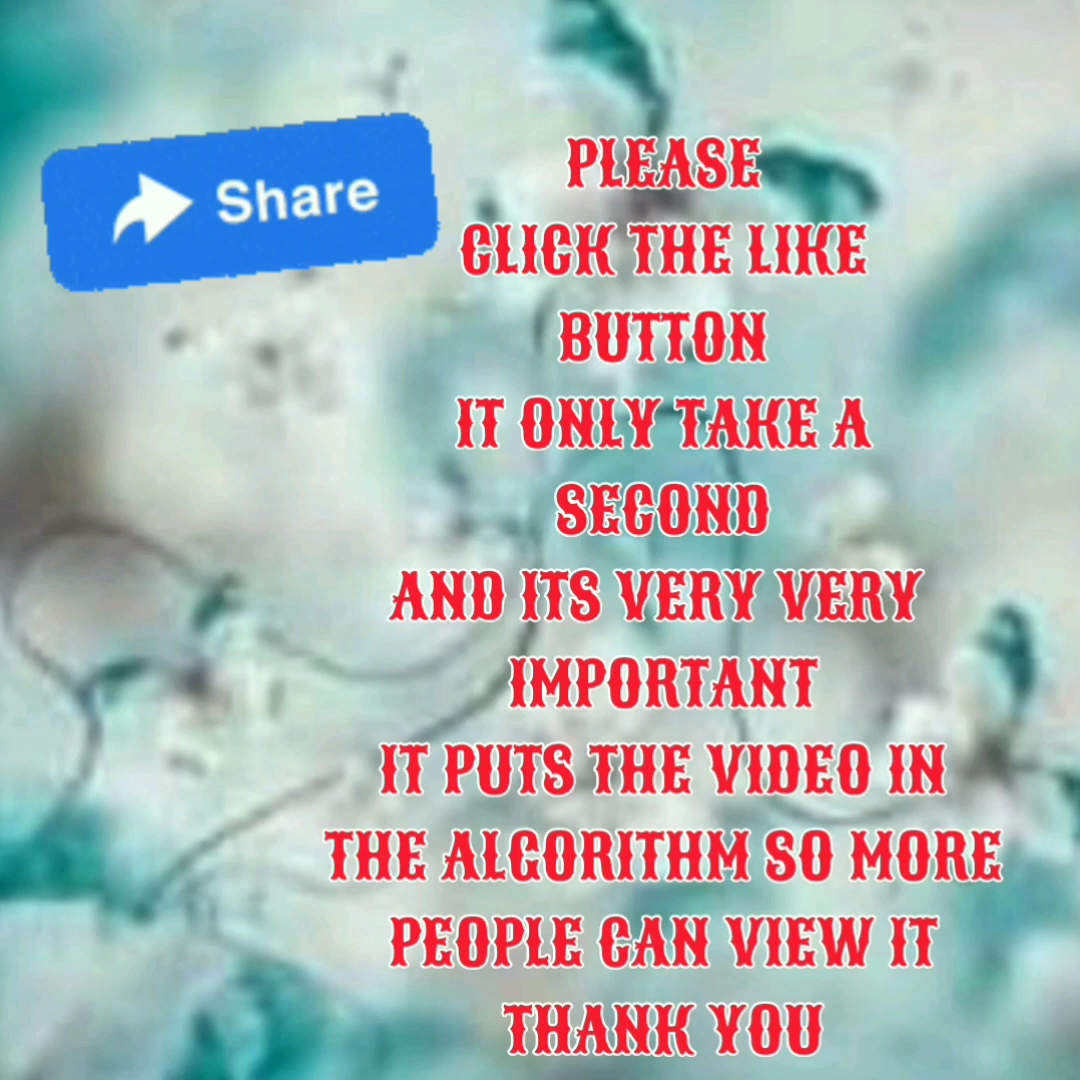 Share
PLEASE
CLICK THE LIKE
BUTTON
IT ONLY TAKE A
SECOND
AND ITS VERY VERY
IMPORTANT
IT PUTS THE VIDEO IN
THE ALGORITHM SO MORE
PEOPLE CAN VIEW IT
THANK YOU